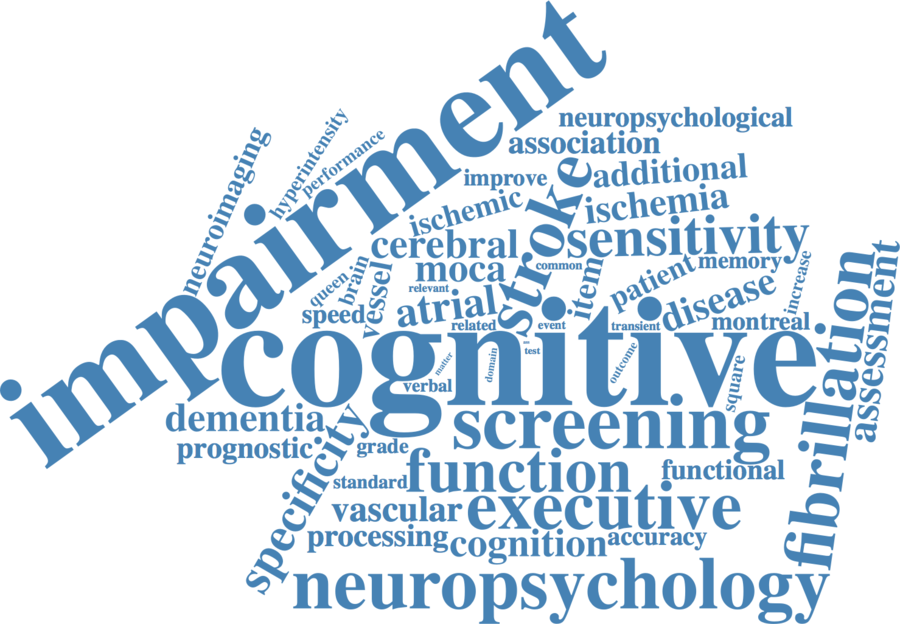 impairment
neuropsychological
association
hyperintensity
performance
neuroimaging
improve
additional
stroke
ischemic
ischemia
cerebral
sensitivity
moca
common
item
patient
memory
increase
queen
brain
vessel
relevant
atrial
disease
speed
related
event
transient
montreal
fibrillation
assessment
cognitive
test
matter
domain
outcome
verbal
square
dementia
screening
prognostic
grade
specificity
function
functional
standard
vascular
executive
processing
cognition
accuracy
neuropsychology